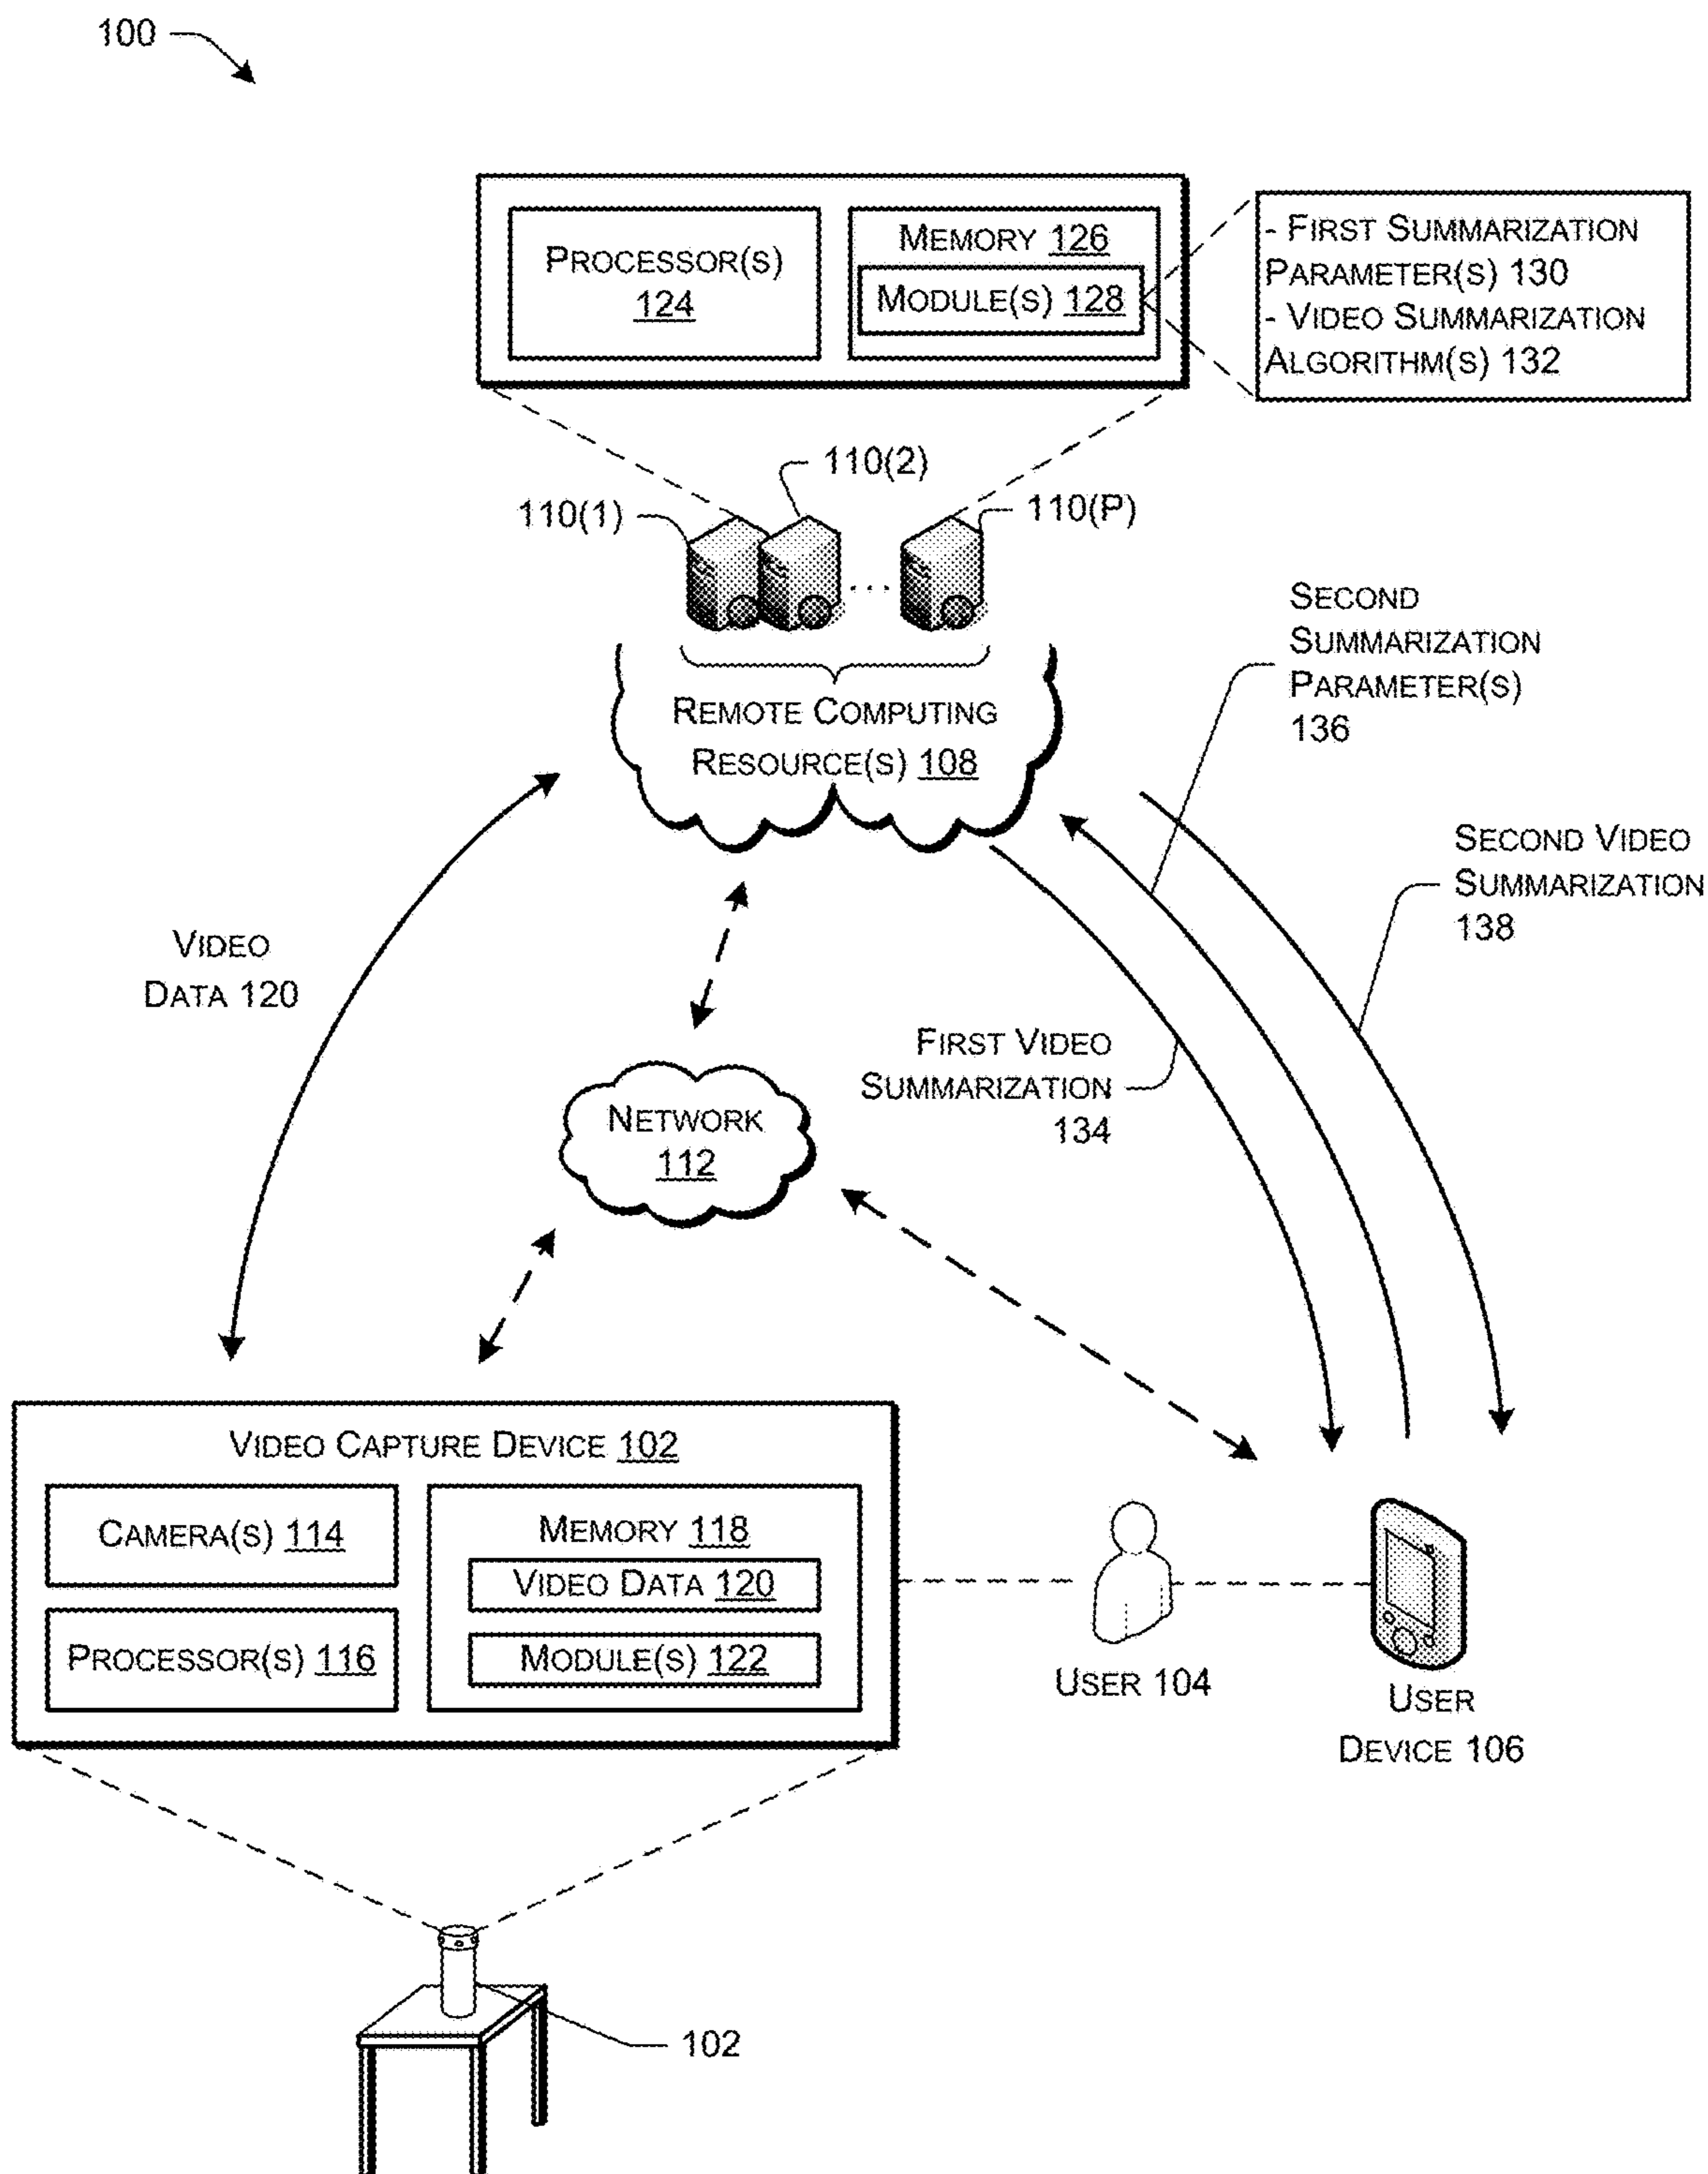 100
PROCESSOR(S)
124
MEMORY 126
MODULE(S) 128
- FIRST SUMMARIZATION
PARAMETER(S) 130
- VIDEO SUMMARIZATION
ALGORITHM(S) 132
110(1)
110(2)
110(P)
...
REMOTE COMPUTING
RESOURCE(S) 108
SECOND
SUMMARIZATION
PARAMETER(S)
136
SECOND VIDEO
SUMMARIZATION
138
VIDEO
DATA 120
FIRST VIDEO
SUMMARIZATION
134
NETWORK
112
VIDEO CAPTURE DEVICE 102
CAMERA(S) 114
PROCESSOR(S) 116
MEMORY 118
VIDEO DATA 120
MODULE(S) 122
USER 104
USER
DEVICE 106
102